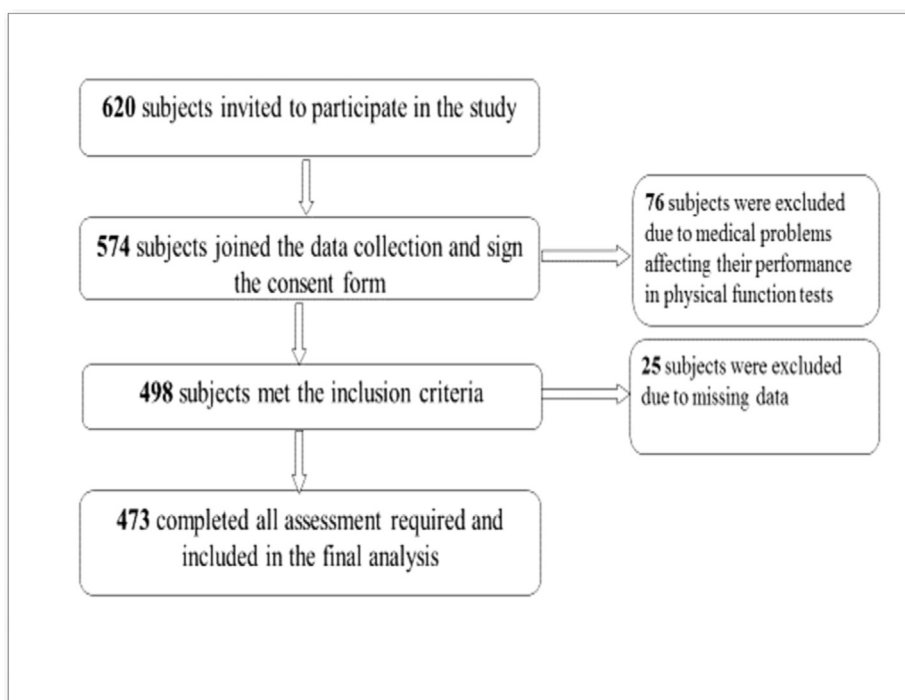 620 subjects invited to participate in the study
574 subjects joined the data collection and sign
the consent form
76 subjects were excluded
due to medical problems
affecting their performance
in physical function tests
498 subjects met the inclusion criteria
25 subjects were excluded
due to missing data
473 completed all assessment required and
included in the final analysis